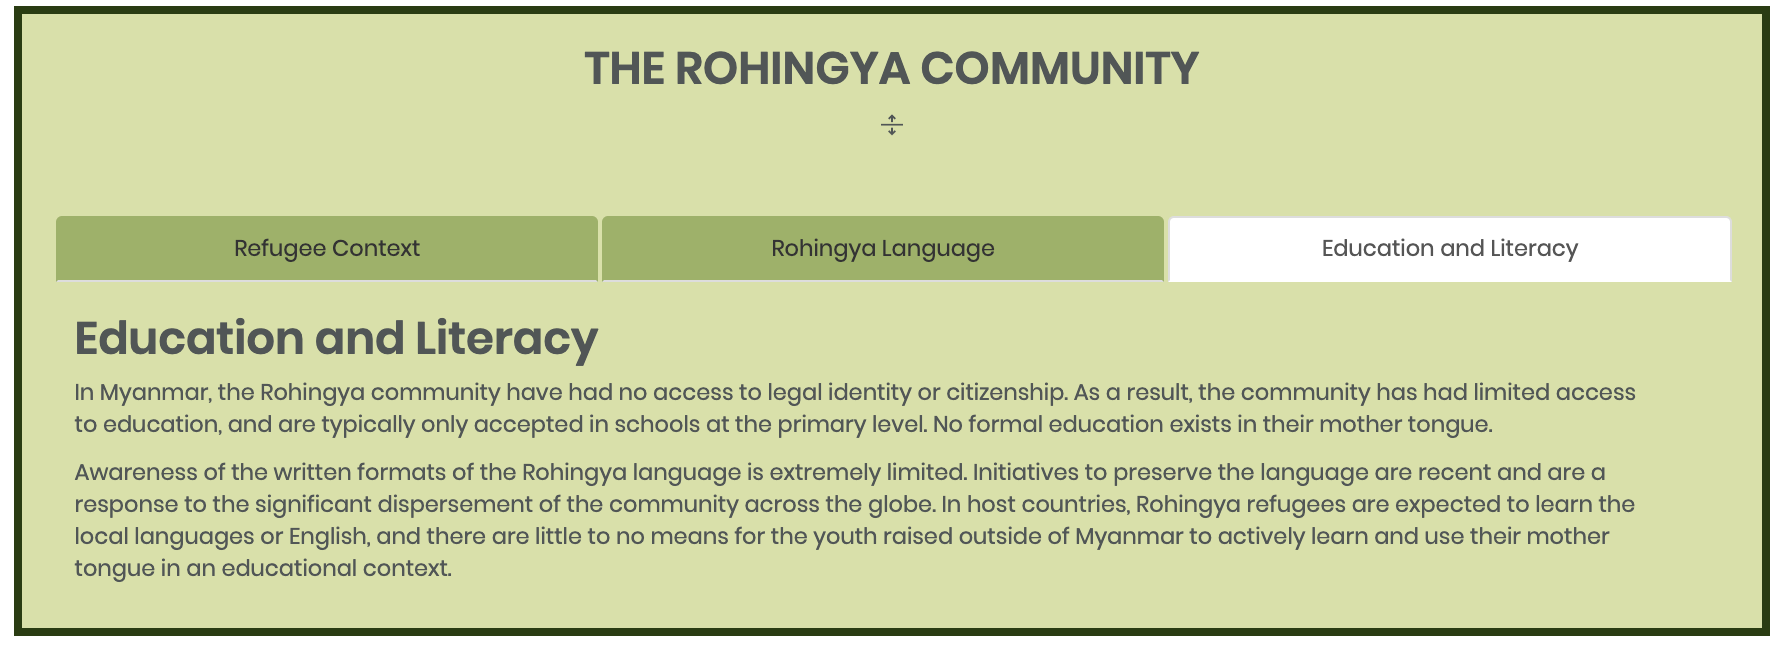 THE ROHINGYA COMMUNITY
Refugee Context
Rohingya Language
Education and Literacy
Education and Literacy
In Myanmar, the Rohingya community have had no access to legal identity or citizenship. As a result, the community has had limited access
to education, and are typically only accepted in schools at the primary level. No formal education exists in their mother tongue.
Awareness of the written formats of the Rohingya language is extremely limited. Initiatives to preserve the language are recent and are a
response to the significant dispersement of the community across the globe. In host countries, Rohingya refugees are expected to learn the
local languages or English, and there are little to no means for the youth raised outside of Myanmar to actively learn and use their mother
tongue in an educational context.